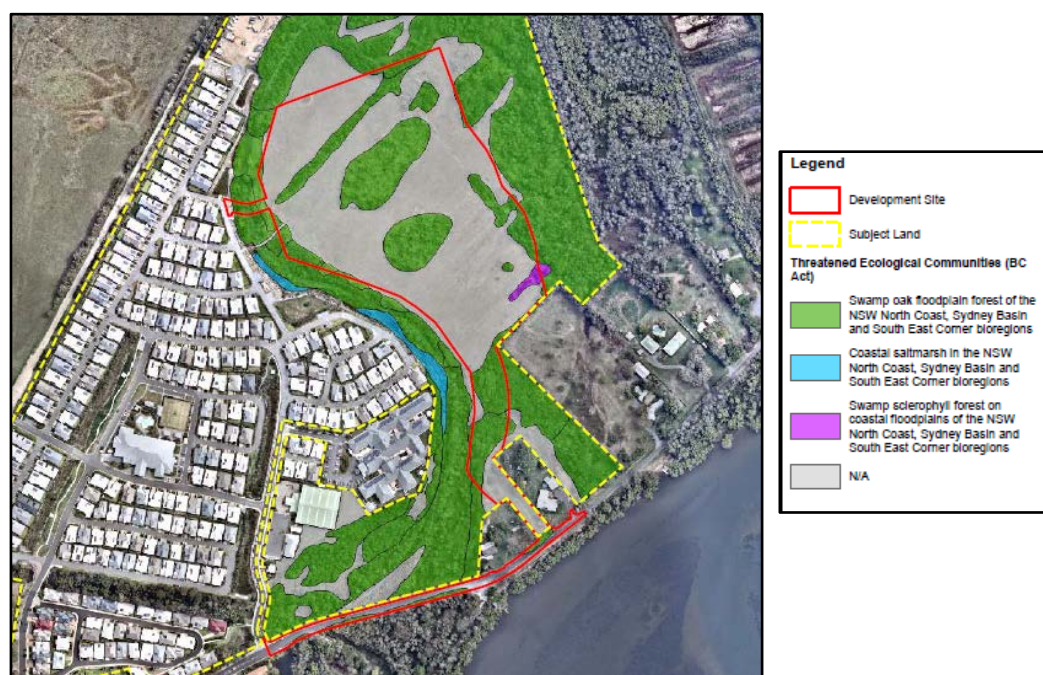 Legend
Development Site
Subject Land
Threatened Ecological Communities (BC
Act)
Swamp oak floodplain forest of the
NSW North Coast, Sydney Basin
and South East Corner bioregions
Coastal saltmarsh in the NSW
North Coast, Sydney Basin and
South East Corner bioregions
Swamp sclerophyll forest on
coastal floodplains of the NSW
North Coast, Sydney Basin and
South East Corner bioregions
N/A